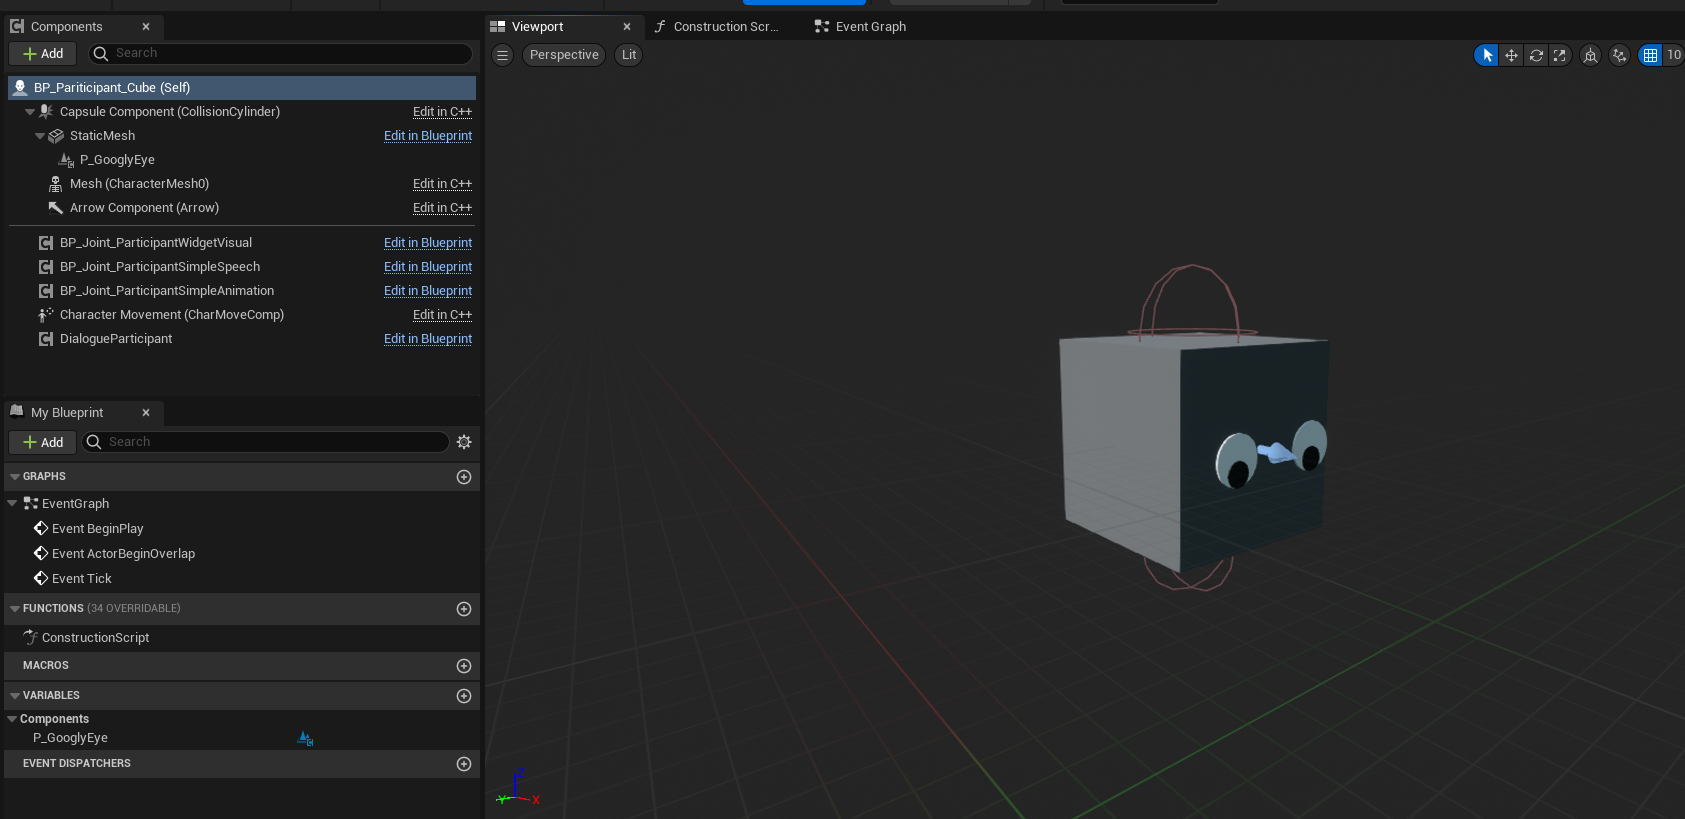 Components
Add
Search
BP_Pariticipant_Cube (Self)
Capsule Component (CollisionCylinder) Edit in C++
StaticMesh Edit in Blueprint
P_GooglyEye
Mesh (CharacterMesh0) Edit in C++
Arrow Component (Arrow) Edit in C++
BP_Joint_ParticipantWidgetVisual Edit in Blueprint
BP_Joint_ParticipantSimpleSpeech Edit in Blueprint
BP_Joint_ParticipantSimpleAnimation Edit in Blueprint
Character Movement (CharMoveComp) Edit in C++
DialogueParticipant Edit in Blueprint
My Blueprint
Add
Search
GRAPHS
EventGraph
Event BeginPlay
Event ActorBeginOverlap
Event Tick
FUNCTIONS (34 OVERRIDABLE)
ConstructionScript
MACROS
VARIABLES
Components
P_GooglyEye
EVENT DISPATCHERS
Viewport Construction Scr... Event Graph
Perspective Lit 10
Z
Y X